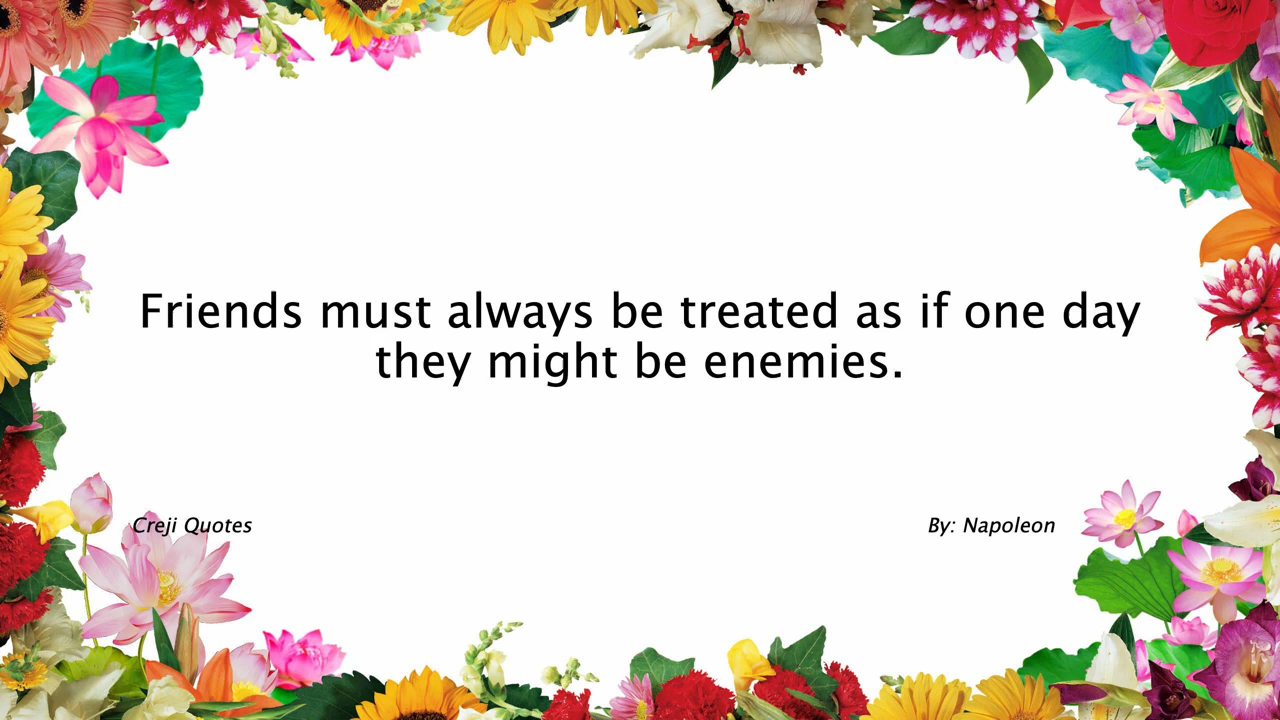 Friends must always be treated as if one day
they might be enemies.
Creji Quotes
By: Napoleon